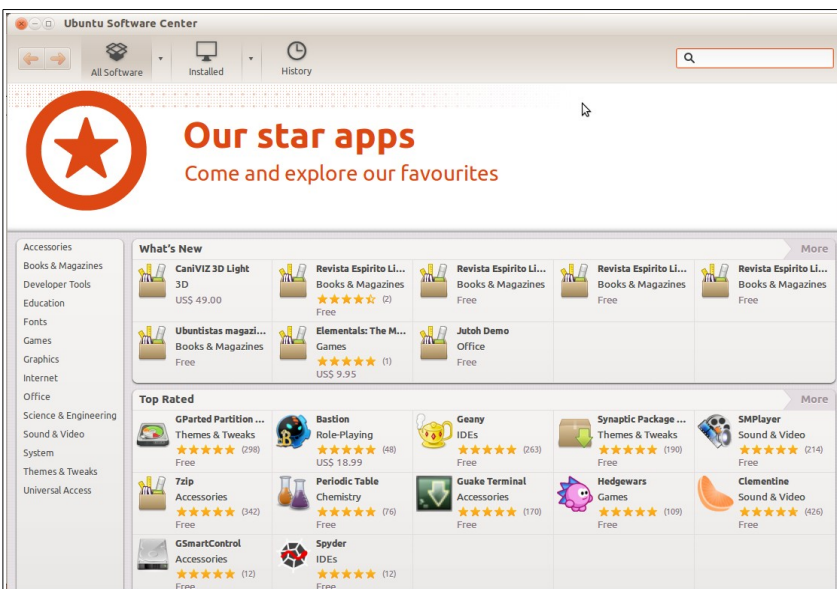 Ubuntu Software Center
All Software
Installed
History
Our star apps
Come and explore our favourites
Accessories
Books & Magazines
Developer Tools
Education
Fonts
Games
Graphics
Internet
Office
Science & Engineering
Sound & Video
System
Themes & Tweaks
Universal Access
What's New
More
CaniVIZ 3D Light
3D
US$ 49.00
Revista Espirito Li...
Books & Magazines
(2)
Free
Revista Espirito Li...
Books & Magazines
Free
Revista Espirito Li...
Books & Magazines
Free
Revista Espirito Li...
Books & Magazines
Free
Ubuntistas magazi...
Books & Magazines
Free
Elementals: The M...
Games
(1)
US$ 9.95
Jutoh Demo
Office
Free
Top Rated
More
GParted Partition ...
Themes & Tweaks
(298)
Free
Bastion
Role-Playing
(48)
US$ 18.99
Geany
IDEs
(263)
Free
Synaptic Package ...
Themes & Tweaks
(190)
Free
SMPlayer
Sound & Video
(214)
Free
7zip
Accessories
(342)
Free
Periodic Table
Chemistry
(76)
Free
Guake Terminal
Accessories
(170)
Free
Hedgewars
Games
(109)
Free
Clementine
Sound & Video
(426)
Free
GSmartControl
Accessories
(12)
Free
Spyder
IDEs
(12)
Free